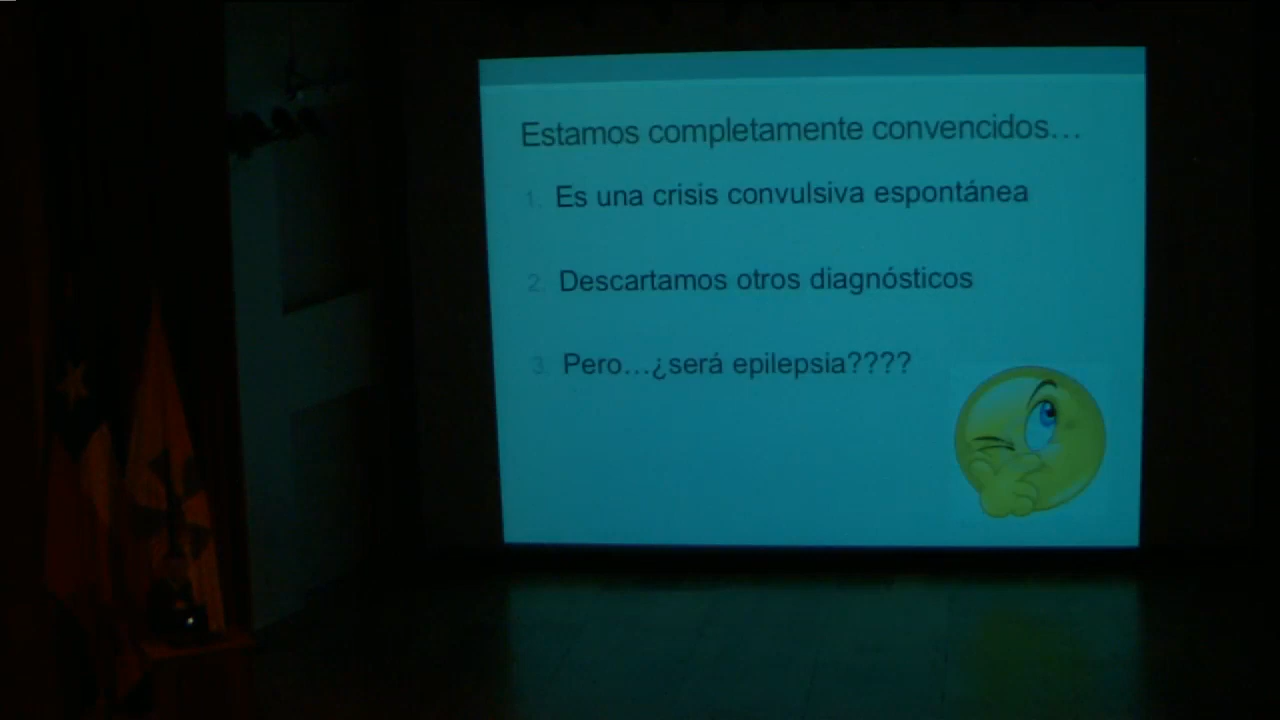 Estamos completamente convencidos…
1. Es una crisis convulsiva espontánea
2. Descartamos otros diagnósticos
3. Pero…¿será epilepsia????